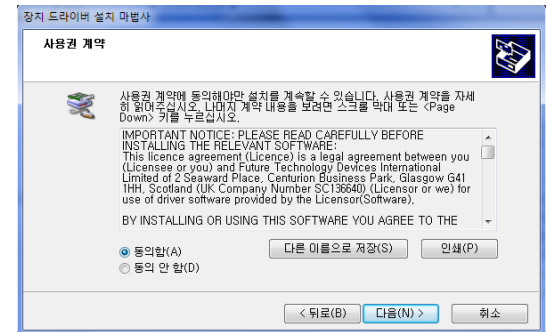 장치 드라이버 설치 마법사
사용권 계약
사용권 계약에 동의해야만 설치를 계속할 수 있습니다. 사용권 계약을 자세
히 읽어주십시오. 나머지 계약 내용을 보려면 스크롤 막대 또는 <Page
Down> 키를 누르십시오.
IMPORTANT NOTICE: PLEASE READ CAREFULLY BEFORE
INSTALLING THE RELEVANT SOFTWARE:
This licence agreement (Licence) is a legal agreement between you
(Licensee or you) and Future Technology Devices International
Limited of 2 Seaward Place, Centurion Business Park, Glasgow G41
1HH, Scotland (UK Company Number SC136640) (Licensor or we) for
use of driver software provided by the Licensor(Software).
BY INSTALLING OR USING THIS SOFTWARE YOU AGREE TO THE
동의함(A)
다른 이름으로 저장(S)
인쇄(P)
동의 안 함(D)
< 뒤로(B)
다음(N) >
취소